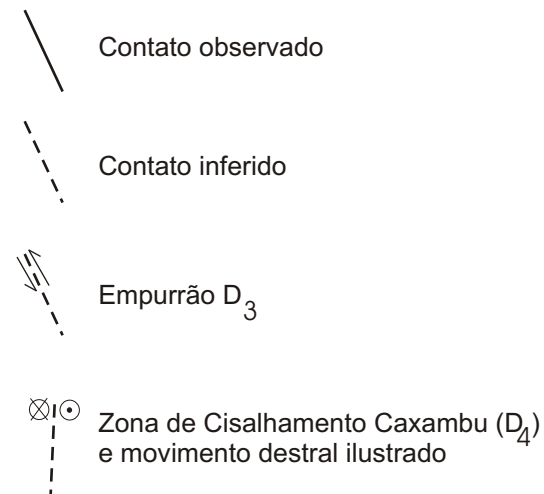 Contato observado
Contato inferido
Empurrão D3
Zona de Cisalhamento Caxambu (D4)
e movimento destral ilustrado